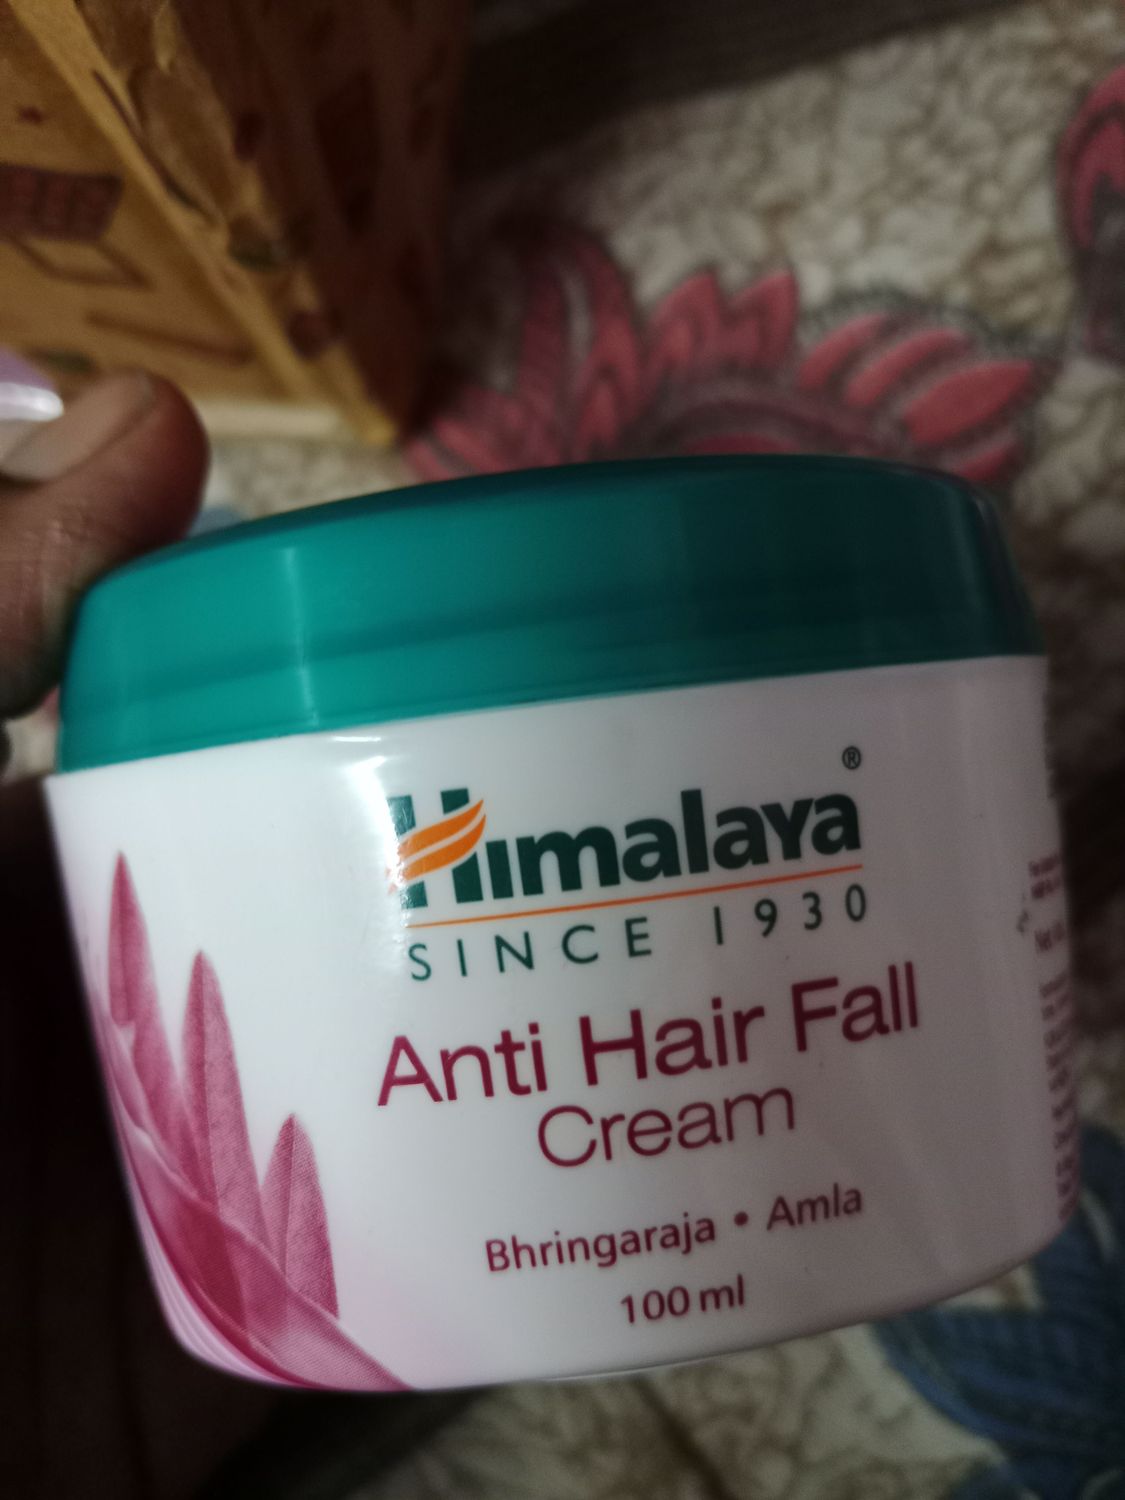 Himalaya®
SINCE 1930
Anti Hair Fall
Cream
Bhringaraja • Amla
100 ml